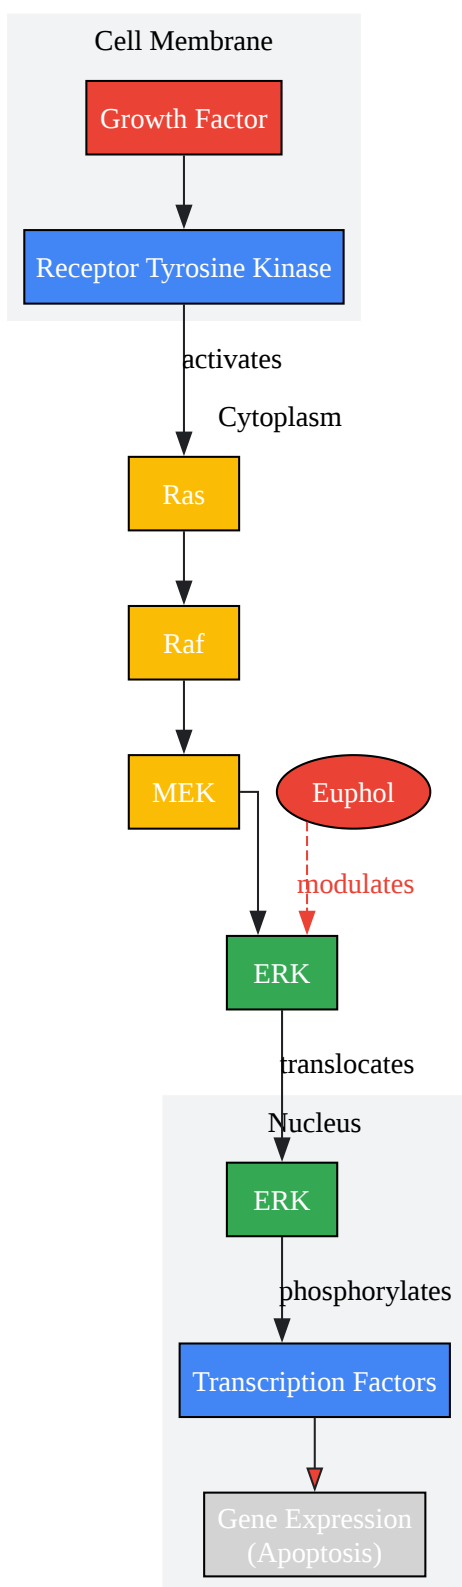 Cell Membrane
Growth Factor
Receptor Tyrosine Kinase
activates
Cytoplasm
Ras
Raf
MEK
Euphol
modulates
ERK
translocates
Nucleus
ERK
phosphorylates
Transcription Factors
Gene Expression
(Apoptosis)